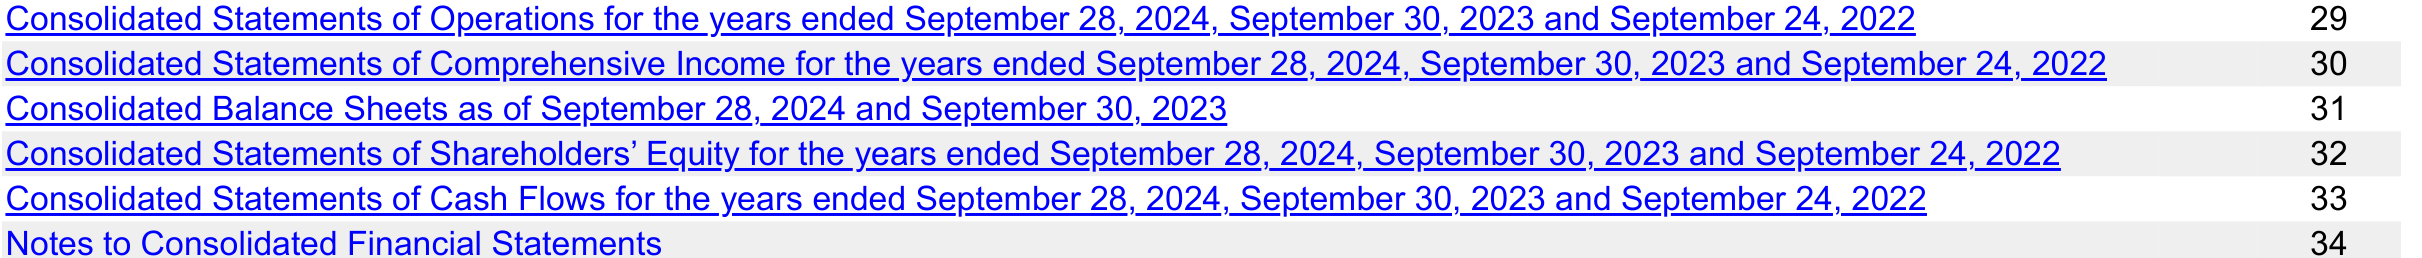 Consolidated Statements of Operations for the years ended September 28, 2024, September 30, 2023 and September 24, 2022 29
Consolidated Statements of Comprehensive Income for the years ended September 28, 2024, September 30, 2023 and September 24, 2022 30
Consolidated Balance Sheets as of September 28, 2024 and September 30, 2023 31
Consolidated Statements of Shareholders’ Equity for the years ended September 28, 2024, September 30, 2023 and September 24, 2022 32
Consolidated Statements of Cash Flows for the years ended September 28, 2024, September 30, 2023 and September 24, 2022 33
Notes to Consolidated Financial Statements 34